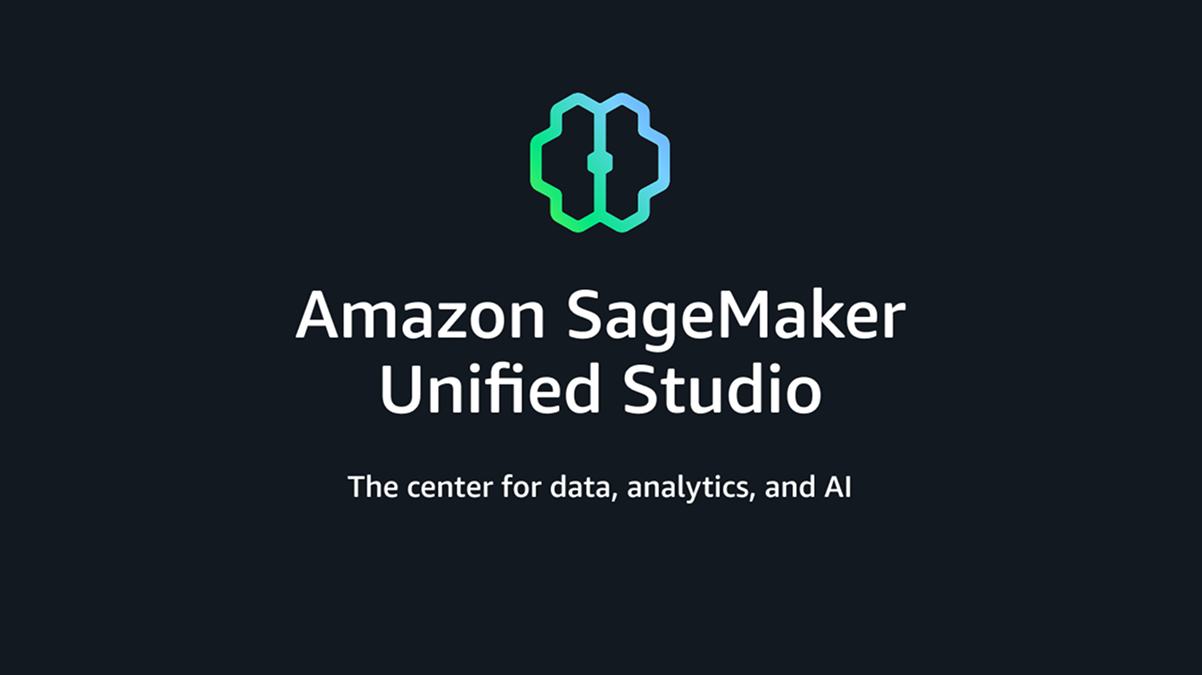 Amazon SageMaker
Unified Studio
The center for data, analytics, and AI